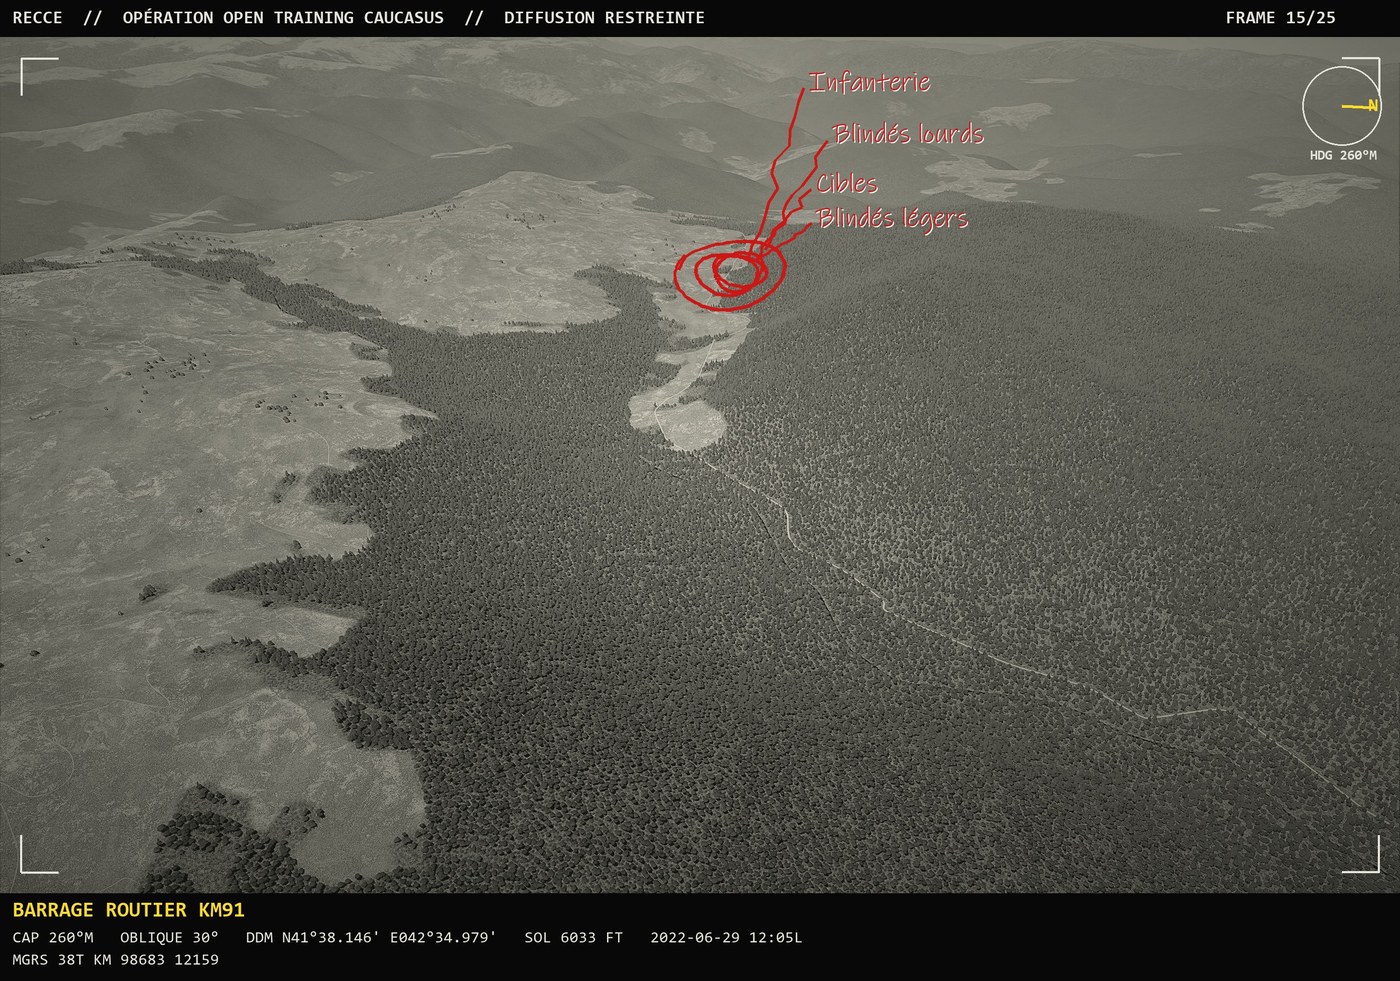 RECCE // OPÉRATION OPEN TRAINING CAUCASUS // DIFFUSION RESTREINTE
FRAME 15/25
N
HDG 260°M
Infanterie
Blindés lourds
Cibles
Blindés légers
BARRAGE ROUTIER KM91
CAP 260°M OBLIQUE 30° DDM N41°38.146' E042°34.979' SOL 6033 FT 2022-06-29 12:05L
MGRS 38T KM 98683 12159